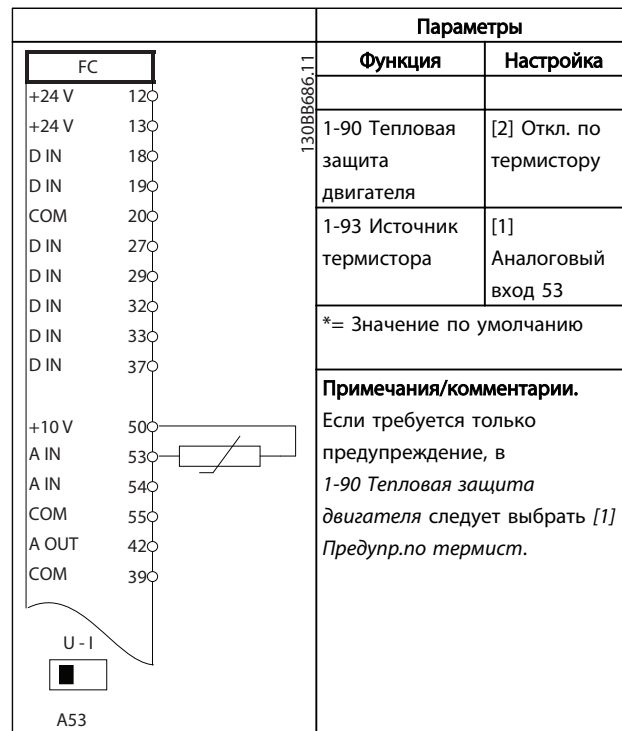 FC
+24 V 12
+24 V 13
D IN 18
D IN 19
COM 20
D IN 27
D IN 29
D IN 32
D IN 33
D IN 37
+10 V 50
A IN 53
A IN 54
COM 55
A OUT 42
COM 39
U - I
A53
130BB686.11
Параметры
Функция Настройка
1-90 Тепловая [2] Откл. по
защита термистору
двигателя
1-93 Источник [1]
термистора Аналоговый
вход 53
*= Значение по умолчанию
Примечания/комментарии.
Если требуется только
предупреждение, в
1-90 Тепловая защита
двигателя следует выбрать [1]
Предупр.по термист.